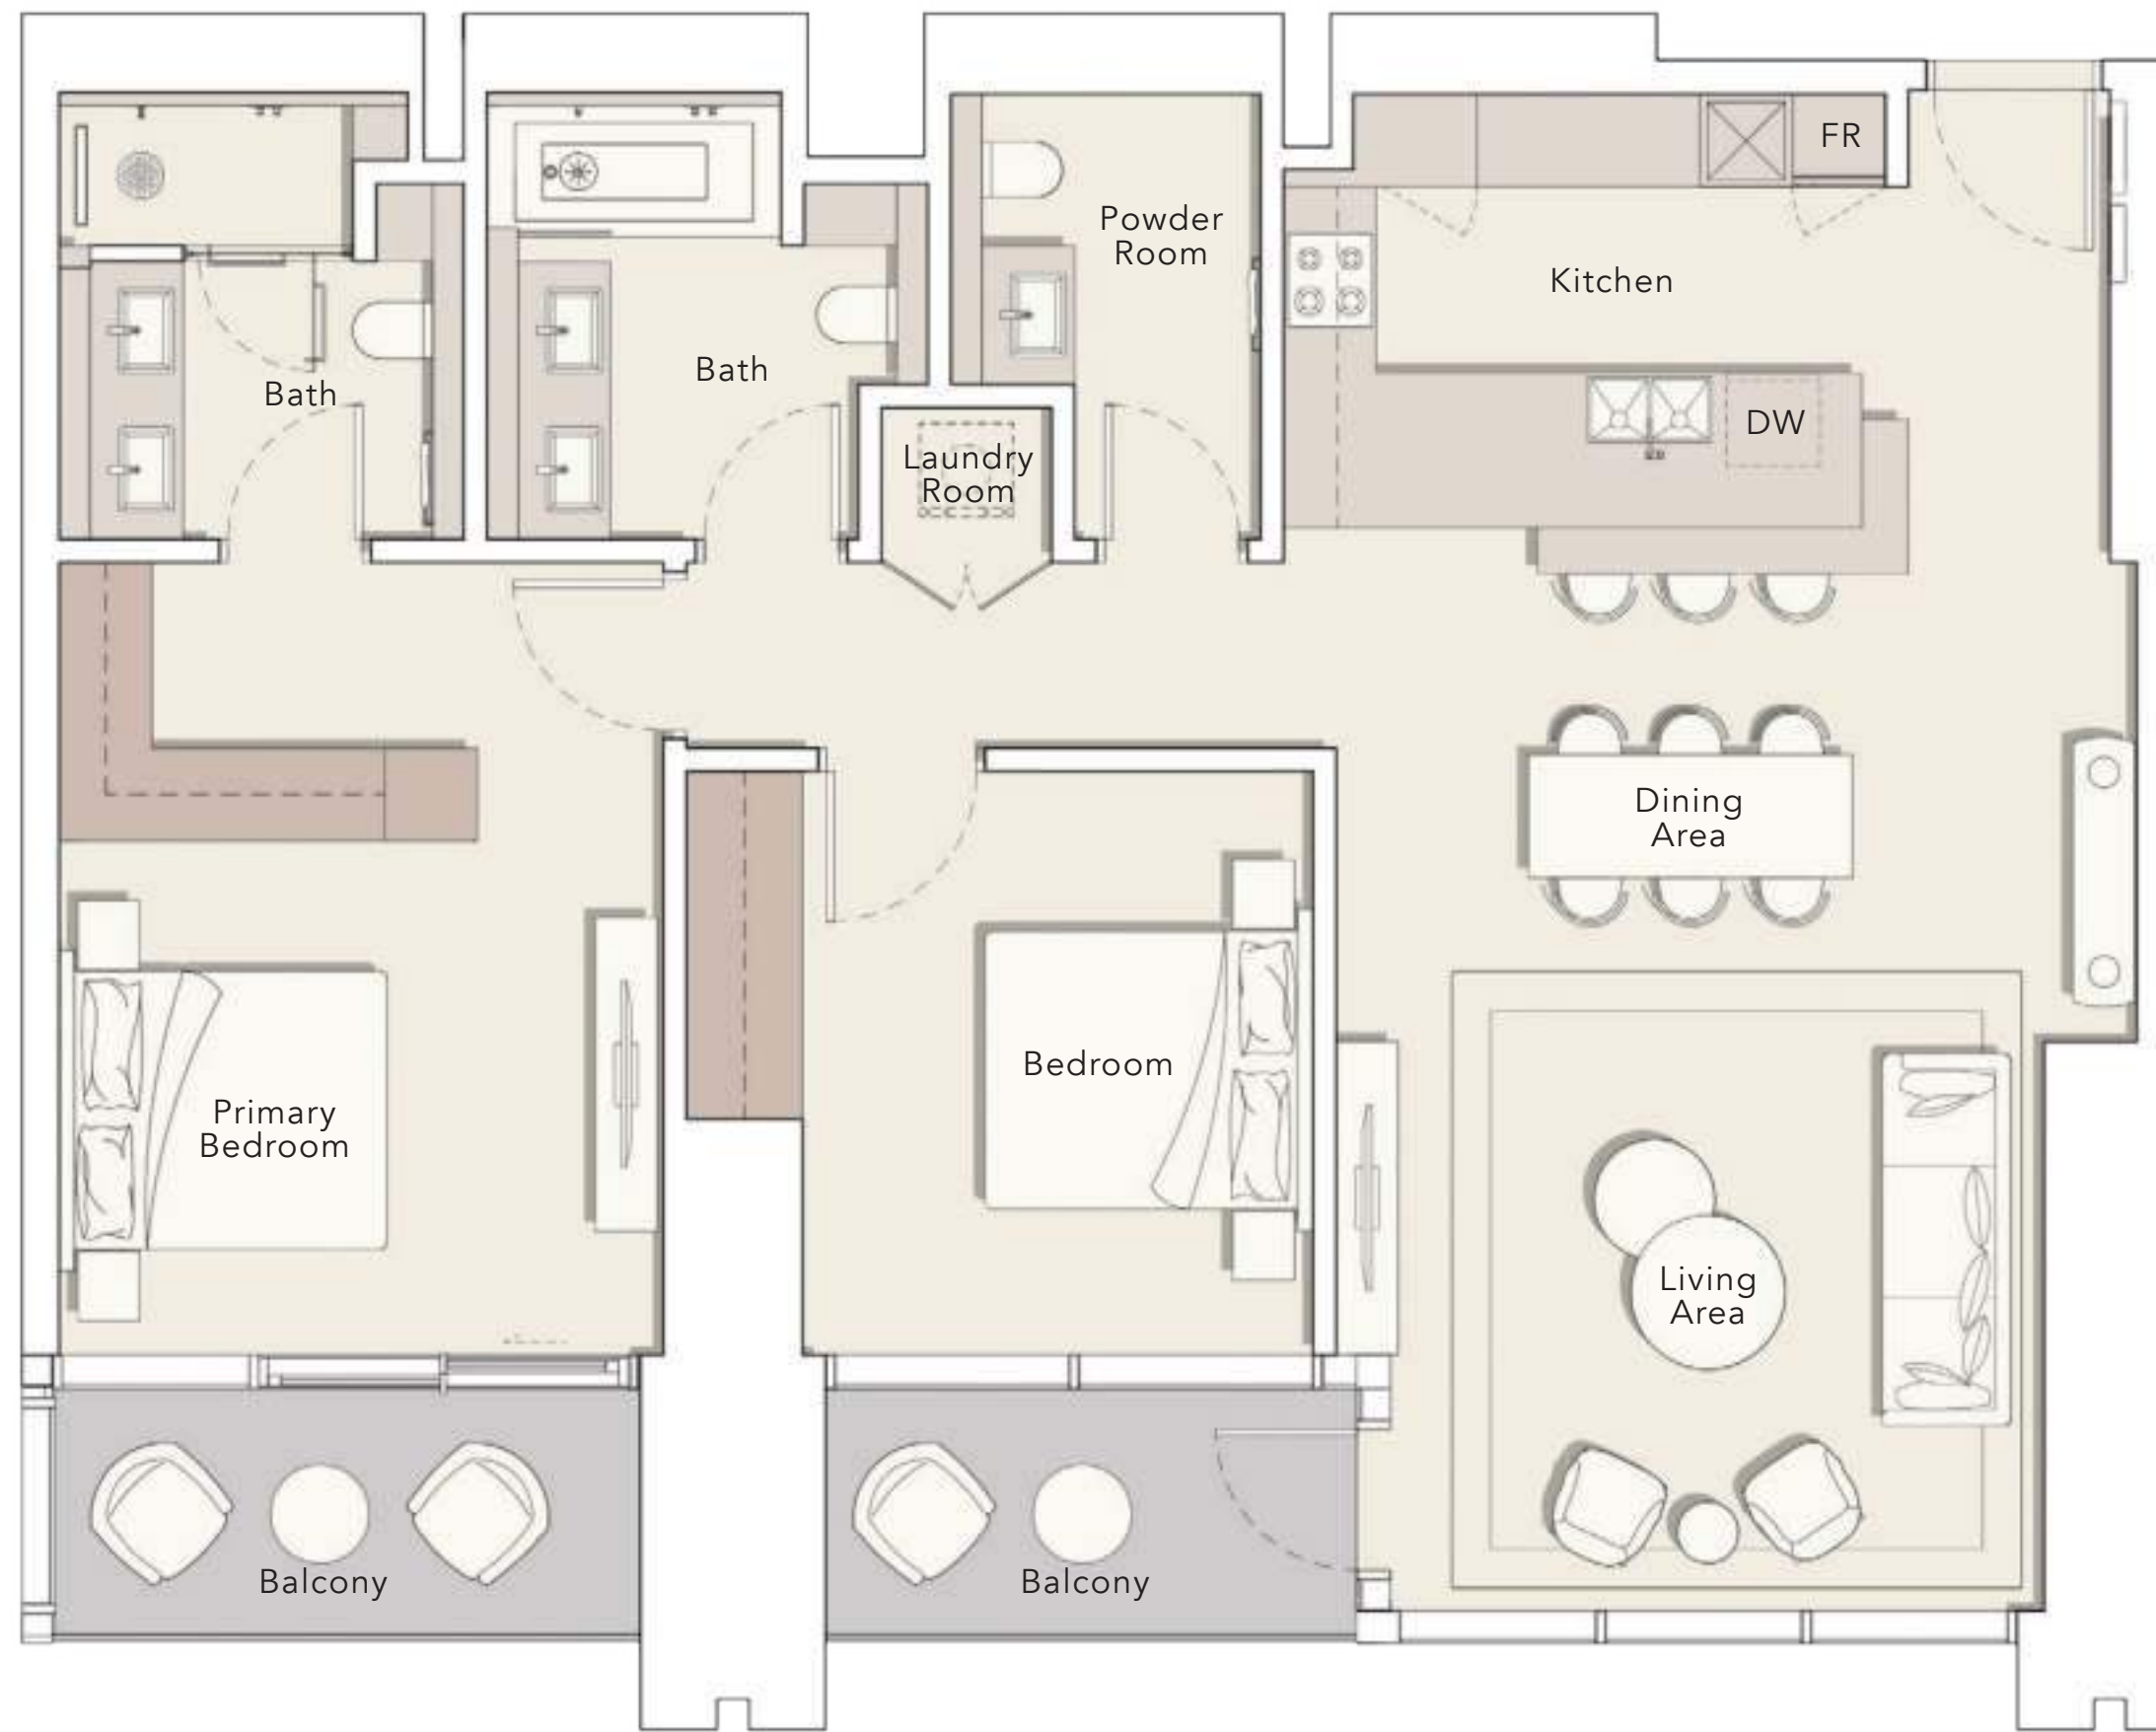 FR
Powder
Room
Kitchen
Bath
Bath
DW
Laundry
Room
Dining
Area
Bedroom
Primary
Bedroom
Living
Area
Balcony
Balcony